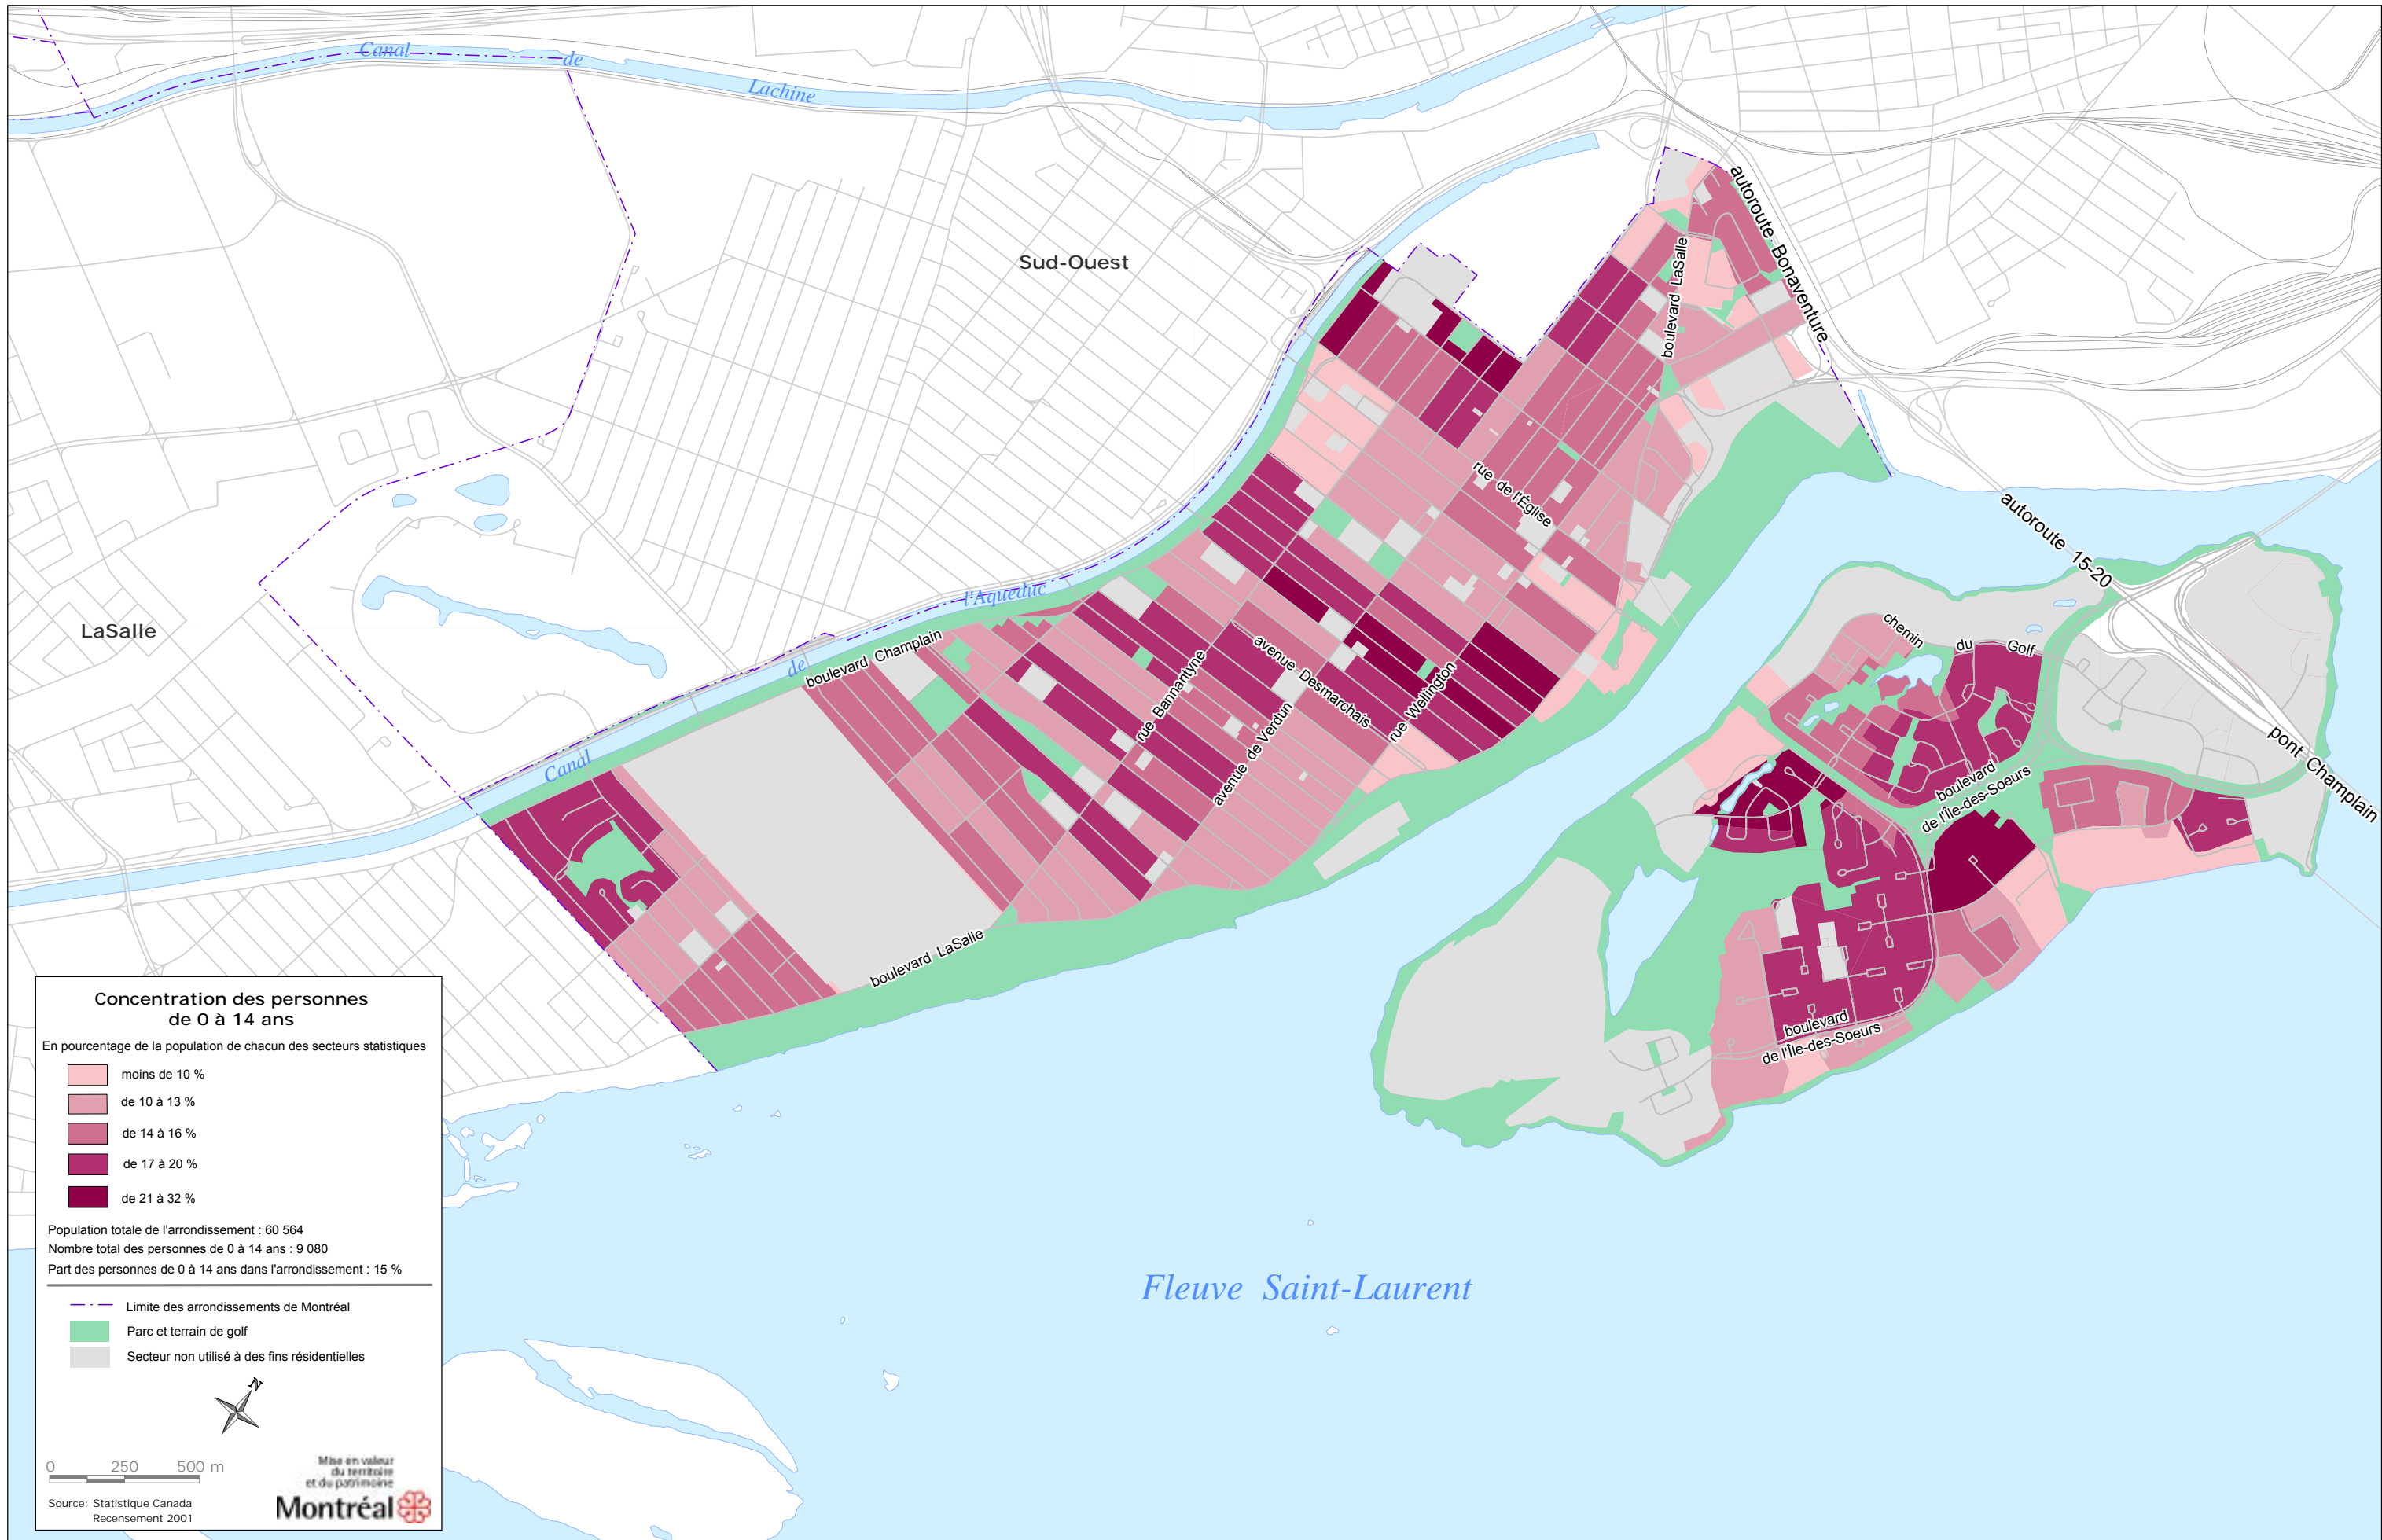 Canal de Lachine
Sud-Ouest
LaSalle
autoroute Bonaventure
boulevard LaSalle
rue de l'Église
autoroute 15-20
chemin du Golf
pont Champlain
Canal de l'Aqueduc
boulevard Champlain
rue Bannantyne
avenue Desmarchais
avenue de Verdun
rue Wellington
boulevard
de l'Île-des-Soeurs
boulevard LaSalle
boulevard
de l'Île-des-Soeurs
Fleuve Saint-Laurent
Concentration des personnes
de 0 à 14 ans
En pourcentage de la population de chacun des secteurs statistiques
moins de 10 %
de 10 à 13 %
de 14 à 16 %
de 17 à 20 %
de 21 à 32 %
Population totale de l'arrondissement : 60 564
Nombre total des personnes de 0 à 14 ans : 9 080
Part des personnes de 0 à 14 ans dans l'arrondissement : 15 %
Limite des arrondissements de Montréal
Parc et terrain de golf
Secteur non utilisé à des fins résidentielles
N
0 250 500 m
Source: Statistique Canada
Recensement 2001
Mise en valeur
du territoire
et du patrimoine
Montréal